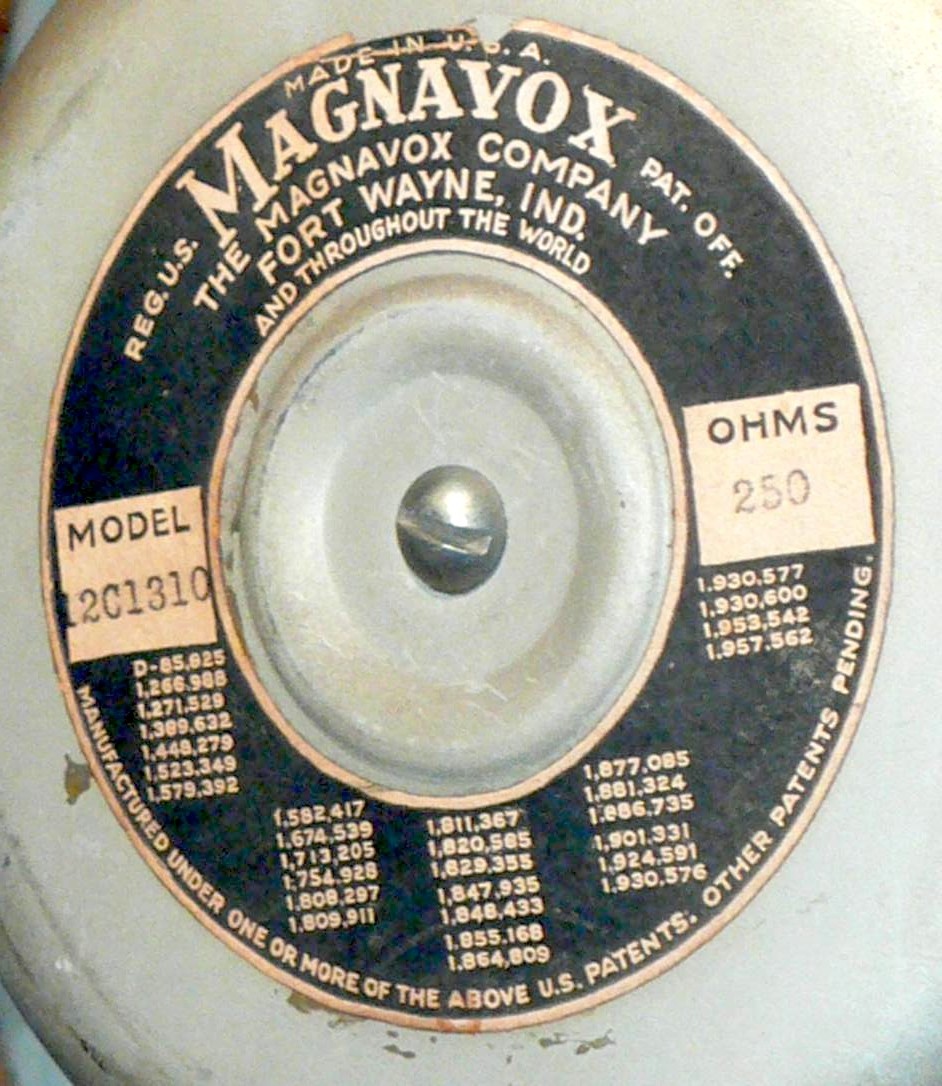 MADE IN U.S.A.
MAGNAVOX
REG. U.S. PAT. OFF.
THE MAGNAVOX COMPANY
FORT WAYNE, IND.
AND THROUGHOUT THE WORLD
OHMS
250
MODEL
12C1310
1,930,577
1,930,600
1,953,542
1,957,562
D-85,625
1,266,988
1,271,529
1,389,632
1,448,279
1,523,349
1,579,392
1,582,417
1,674,539
1,713,205
1,754,928
1,808,297
1,809,911
1,811,367
1,820,565
1,829,355
1,847,935
1,848,433
1,855,168
1,864,809
1,877,085
1,881,324
1,886,735
1,901,331
1,924,591
1,930,576
MANUFACTURED UNDER ONE OR MORE OF THE ABOVE U.S. PATENTS. OTHER PATENTS PENDING.